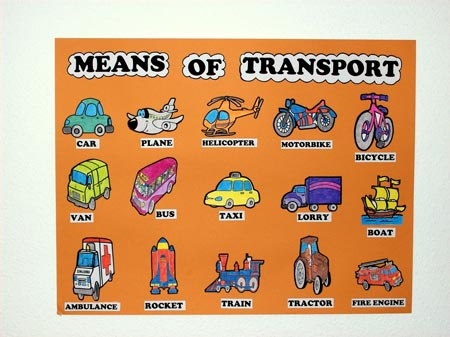 MEANS OF TRANSPORT
CAR PLANE HELICOPTER MOTORBIKE BICYCLE
VAN BUS TAXI LORRY BOAT
AMBULANCE ROCKET TRAIN TRACTOR FIRE ENGINE